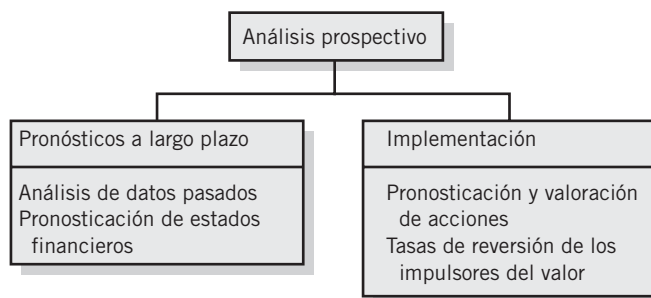 Análisis prospectivo
Pronósticos a largo plazo
Análisis de datos pasados
Pronosticación de estados
financieros
Implementación
Pronosticación y valoración
de acciones
Tasas de reversión de los
impulsores del valor